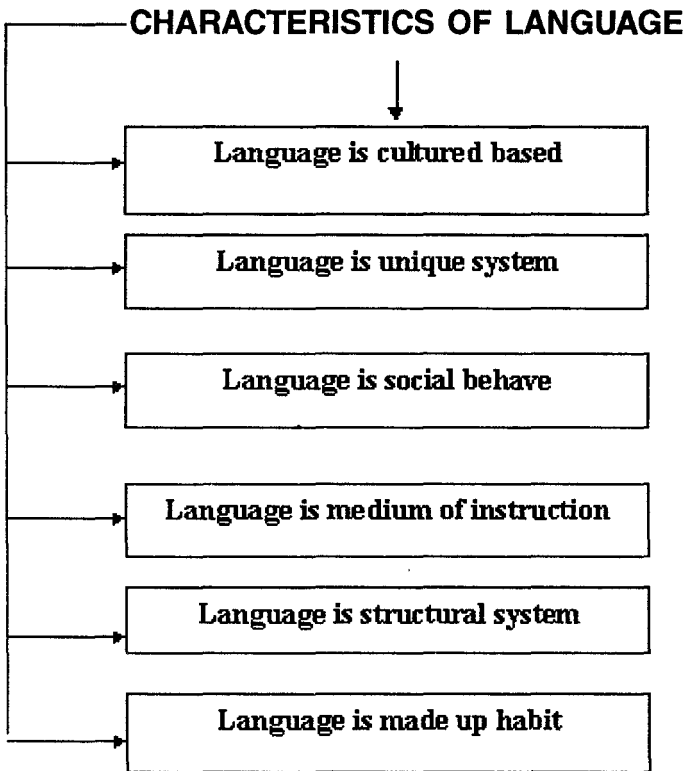 CHARACTERISTICS OF LANGUAGE
Language is cultured based
Language is unique system
Language is social behave
Language is medium of instruction
Language is structural system
Language is made up habit